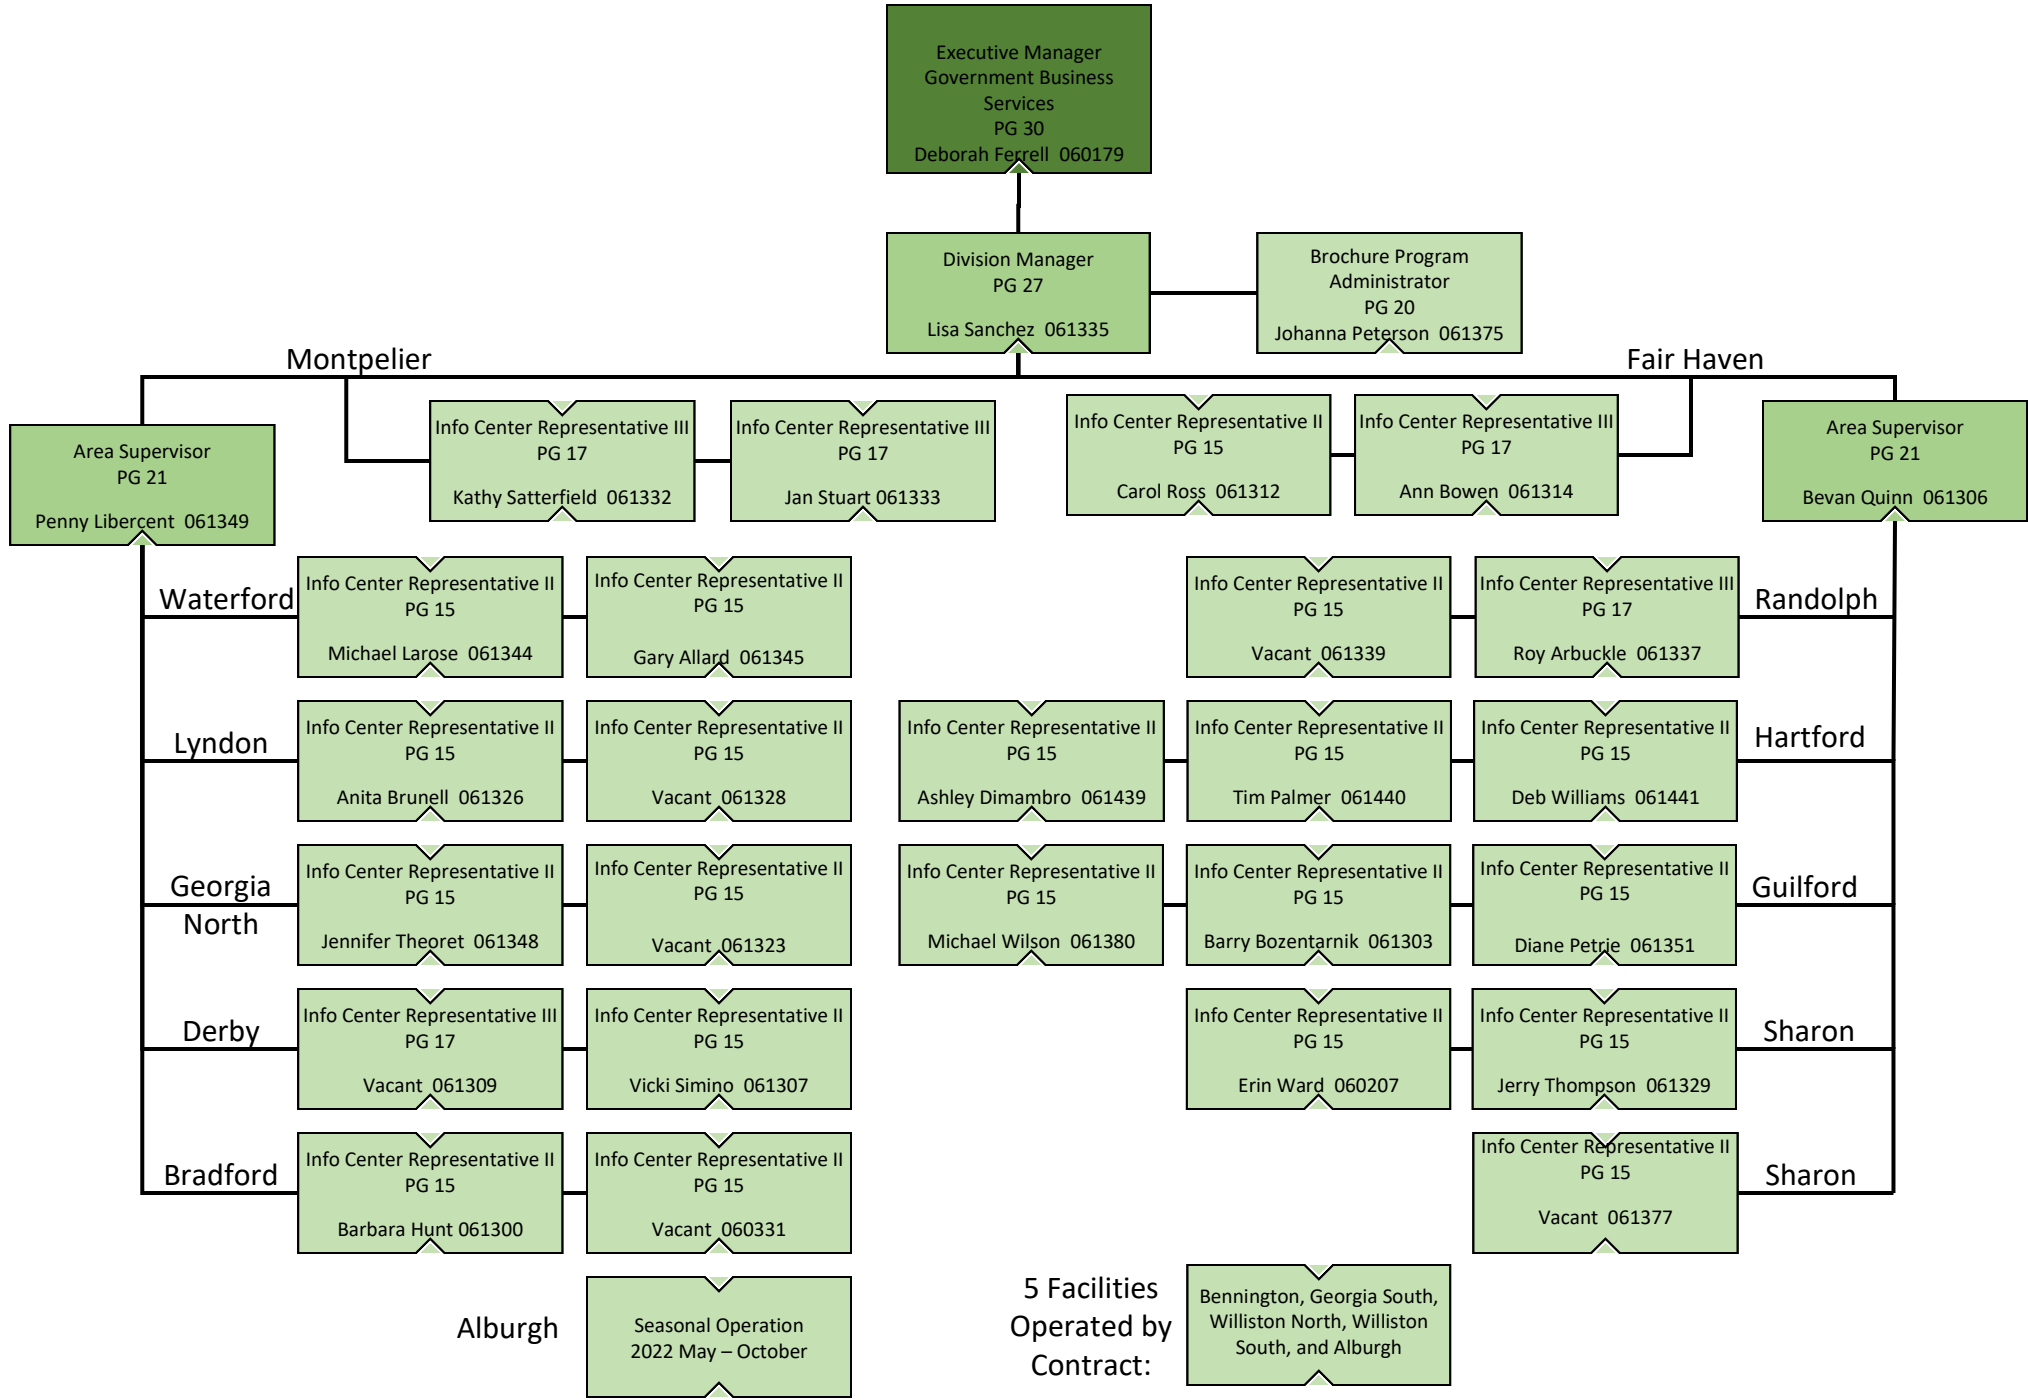 Executive Manager
Government Business
Services
PG 30
Deborah Ferrell 060179
Division Manager
PG 27
Lisa Sanchez 061335
Brochure Program
Administrator
PG 20
Johanna Peterson 061375
Montpelier
Fair Haven
Area Supervisor
PG 21
Penny Libercent 061349
Info Center Representative III
PG 17
Kathy Satterfield 061332
Info Center Representative III
PG 17
Jan Stuart 061333
Info Center Representative II
PG 15
Carol Ross 061312
Info Center Representative III
PG 17
Ann Bowen 061314
Area Supervisor
PG 21
Bevan Quinn 061306
Waterford
Info Center Representative II
PG 15
Michael Larose 061344
Info Center Representative II
PG 15
Gary Allard 061345
Info Center Representative II
PG 15
Vacant 061339
Info Center Representative III
PG 17
Roy Arbuckle 061337
Randolph
Lyndon
Info Center Representative II
PG 15
Anita Brunell 061326
Info Center Representative II
PG 15
Vacant 061328
Info Center Representative II
PG 15
Ashley Dimambro 061439
Info Center Representative II
PG 15
Tim Palmer 061440
Info Center Representative II
PG 15
Deb Williams 061441
Hartford
Georgia
North
Info Center Representative II
PG 15
Jennifer Theoret 061348
Info Center Representative II
PG 15
Vacant 061323
Info Center Representative II
PG 15
Michael Wilson 061380
Info Center Representative II
PG 15
Barry Bozentarnik 061303
Info Center Representative II
PG 15
Diane Petrie 061351
Guilford
Derby
Info Center Representative III
PG 17
Vacant 061309
Info Center Representative II
PG 15
Vicki Simino 061307
Info Center Representative II
PG 15
Erin Ward 060207
Info Center Representative II
PG 15
Jerry Thompson 061329
Sharon
Bradford
Info Center Representative II
PG 15
Barbara Hunt 061300
Info Center Representative II
PG 15
Vacant 060331
Info Center Representative II
PG 15
Vacant 061377
Sharon
Alburgh
Seasonal Operation
2022 May – October
5 Facilities
Operated by
Contract:
Bennington, Georgia South,
Williston North, Williston
South, and Alburgh